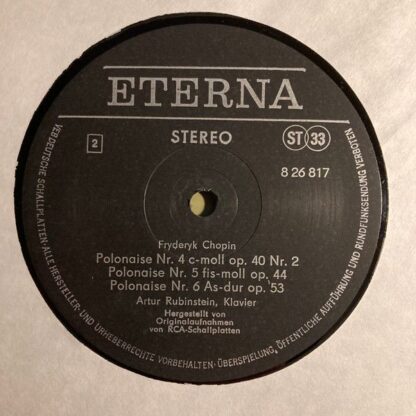 ETERNA
2
STEREO
ST 33
8 26 817
Fryderyk Chopin
Polonaise Nr. 4 c-moll op. 40 Nr. 2
Polonaise Nr. 5 fis-moll op. 44
Polonaise Nr. 6 As-dur op. 53
Artur Rubinstein, Klavier
Hergestellt von
Originalaufnahmen
von RCA-Schallplatten
VEB DEUTSCHE SCHALLPLATTEN·ALLE HERSTELLER- UND URHEBERRECHTE VORBEHALTEN·ÜBERSPIELUNG, ÖFFENTLICHE AUFFÜHRUNG UND RUNDFUNKSENDUNG VERBOTEN